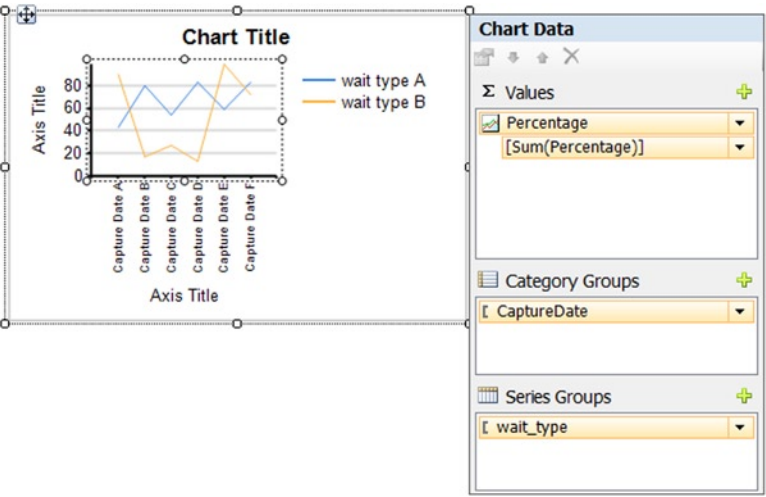 Chart Title
Axis Title
80
60
40
20
0
Capture Date A
Capture Date B
Capture Date C
Capture Date D
Capture Date E
Capture Date F
Axis Title
wait type A
wait type B
Chart Data
Σ Values
Percentage
[Sum(Percentage)]
Category Groups
CaptureDate
Series Groups
wait_type